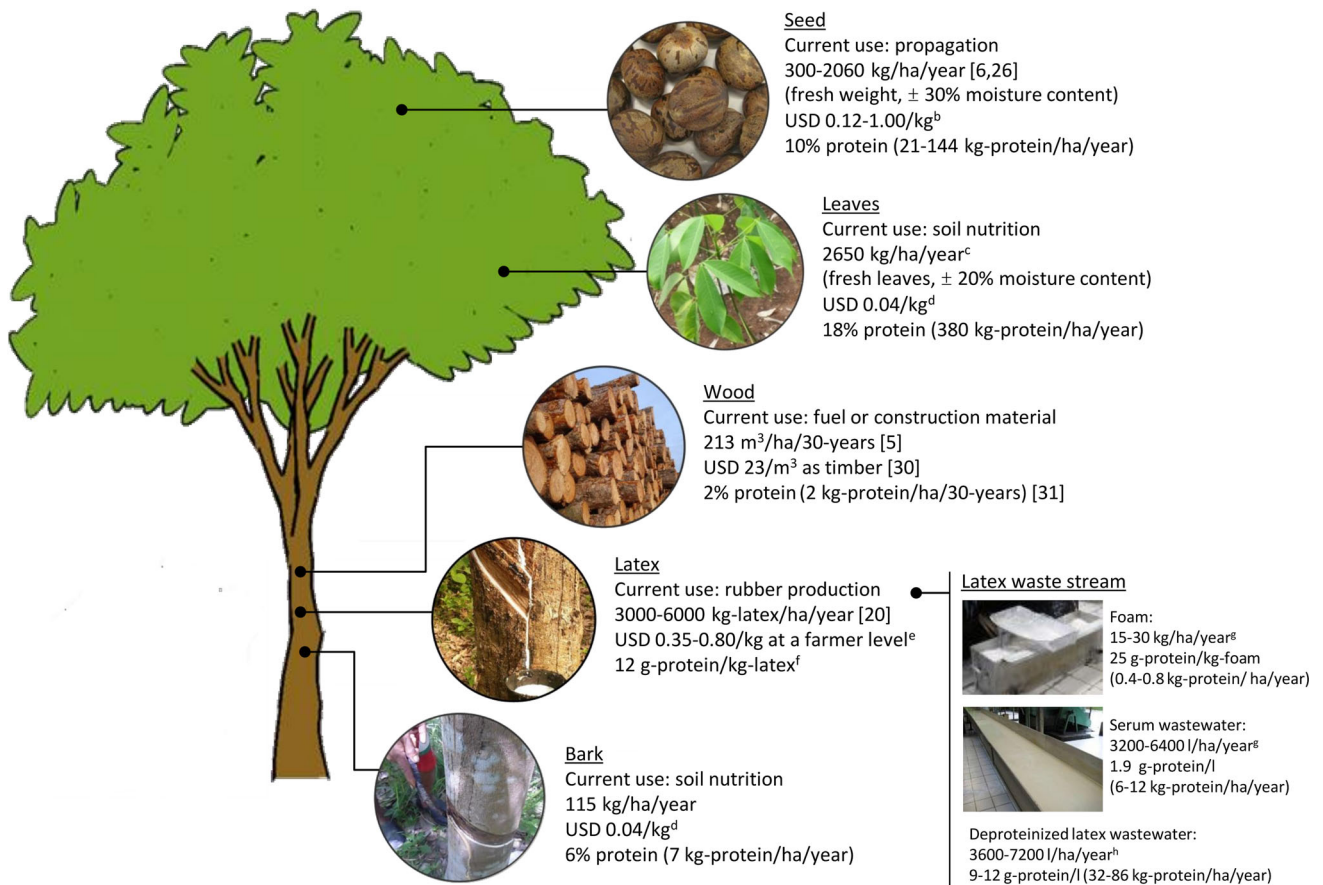 Seed
Current use: propagation
300-2060 kg/ha/year [6,26]
(fresh weight, ± 30% moisture content)
USD 0.12-1.00/kgᵇ
10% protein (21-144 kg-protein/ha/year)
Leaves
Current use: soil nutrition
2650 kg/ha/yearᶜ
(fresh leaves, ± 20% moisture content)
USD 0.04/kgᵈ
18% protein (380 kg-protein/ha/year)
Wood
Current use: fuel or construction material
213 m³/ha/30-years [5]
USD 23/m³ as timber [30]
2% protein (2 kg-protein/ha/30-years) [31]
Latex
Current use: rubber production
3000-6000 kg-latex/ha/year [20]
USD 0.35-0.80/kg at a farmer levelᵉ
12 g-protein/kg-latexᶠ
Bark
Current use: soil nutrition
115 kg/ha/year
USD 0.04/kgᵈ
6% protein (7 kg-protein/ha/year)
Latex waste stream
Foam:
15-30 kg/ha/yearᵍ
25 g-protein/kg-foam
(0.4-0.8 kg-protein/ ha/year)
Serum wastewater:
3200-6400 l/ha/yearᵍ
1.9 g-protein/l
(6-12 kg-protein/ha/year)
Deproteinized latex wastewater:
3600-7200 l/ha/yearʰ
9-12 g-protein/l (32-86 kg-protein/ha/year)